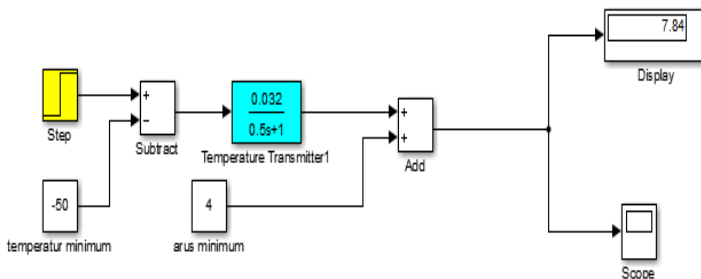 7.84
Display
+
−
Step
Subtract
0.032
0.5s+1
Temperature Transmitter1
+
+
Add
-50
temperatur minimum
4
arus minimum
Scope